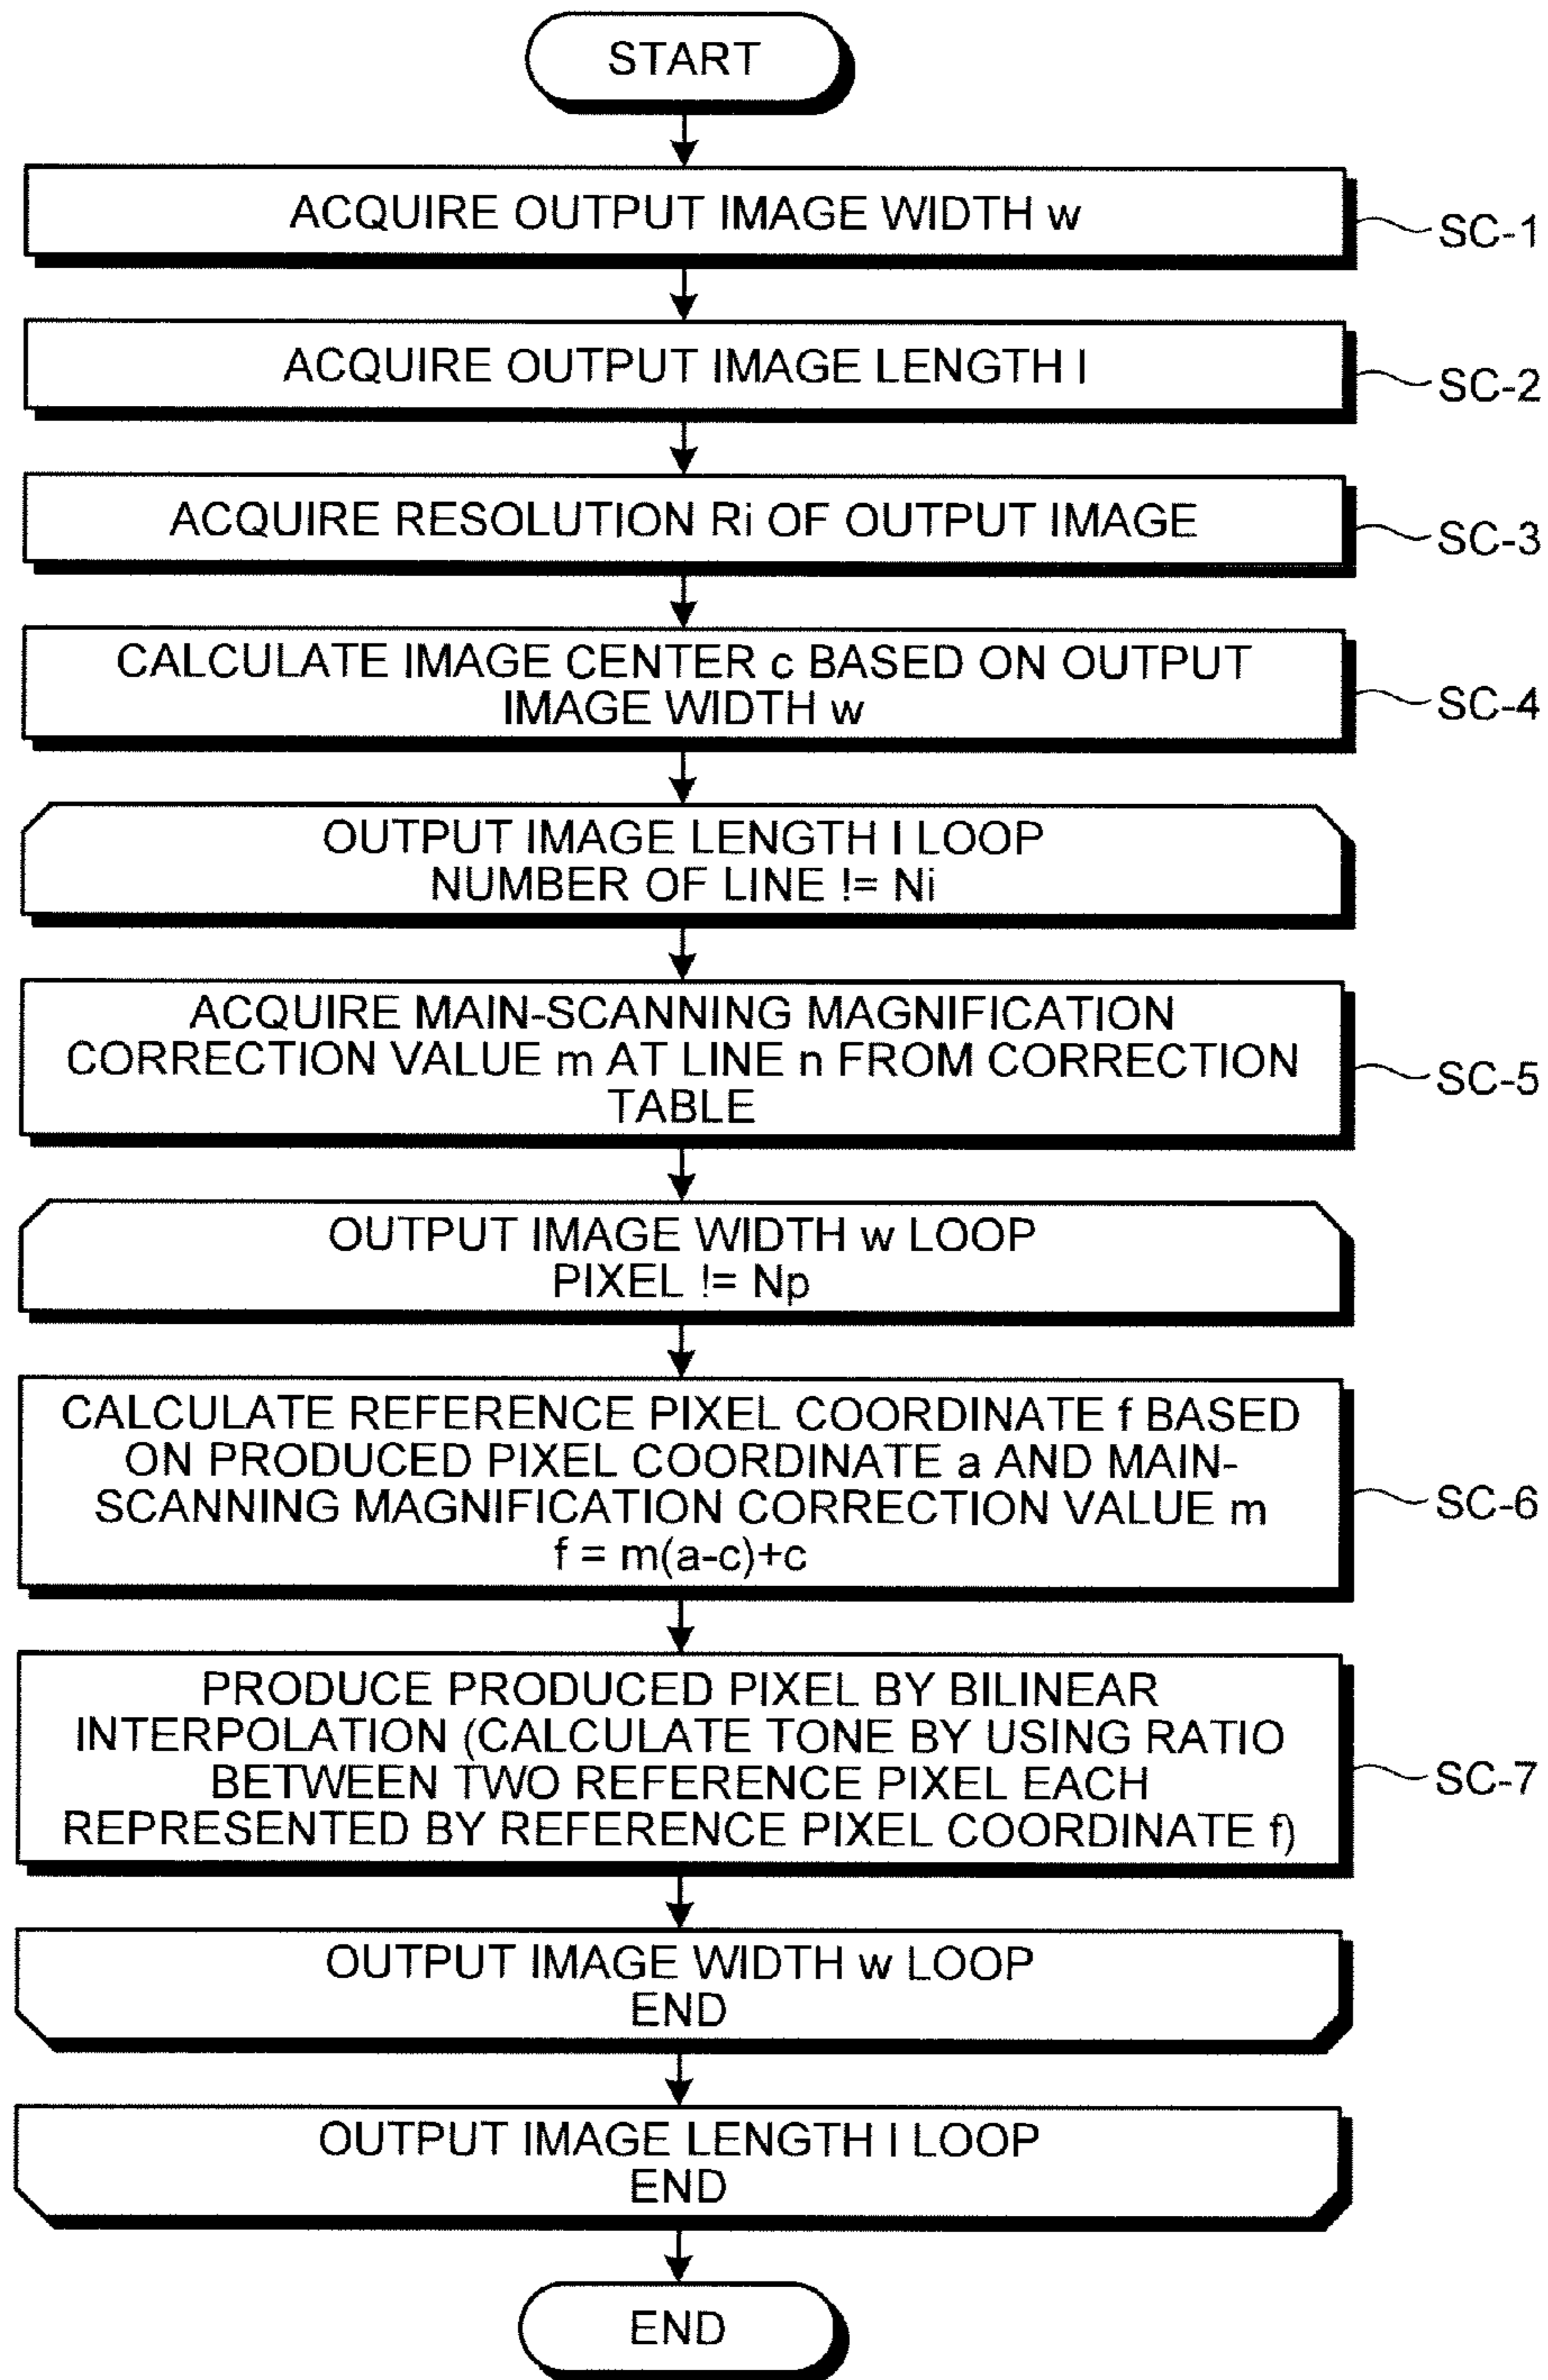 START
ACQUIRE OUTPUT IMAGE WIDTH w
SC-1
ACQUIRE OUTPUT IMAGE LENGTH l
SC-2
ACQUIRE RESOLUTION Ri OF OUTPUT IMAGE
SC-3
CALCULATE IMAGE CENTER c BASED ON OUTPUT
IMAGE WIDTH w
SC-4
OUTPUT IMAGE LENGTH l LOOP
NUMBER OF LINE != Ni
ACQUIRE MAIN-SCANNING MAGNIFICATION
CORRECTION VALUE m AT LINE n FROM CORRECTION
TABLE
SC-5
OUTPUT IMAGE WIDTH w LOOP
PIXEL != Np
CALCULATE REFERENCE PIXEL COORDINATE f BASED
ON PRODUCED PIXEL COORDINATE a AND MAIN-
SCANNING MAGNIFICATION CORRECTION VALUE m
f = m(a-c)+c
SC-6
PRODUCE PRODUCED PIXEL BY BILINEAR
INTERPOLATION (CALCULATE TONE BY USING RATIO
BETWEEN TWO REFERENCE PIXEL EACH
REPRESENTED BY REFERENCE PIXEL COORDINATE f)
SC-7
OUTPUT IMAGE WIDTH w LOOP
END
OUTPUT IMAGE LENGTH l LOOP
END
END